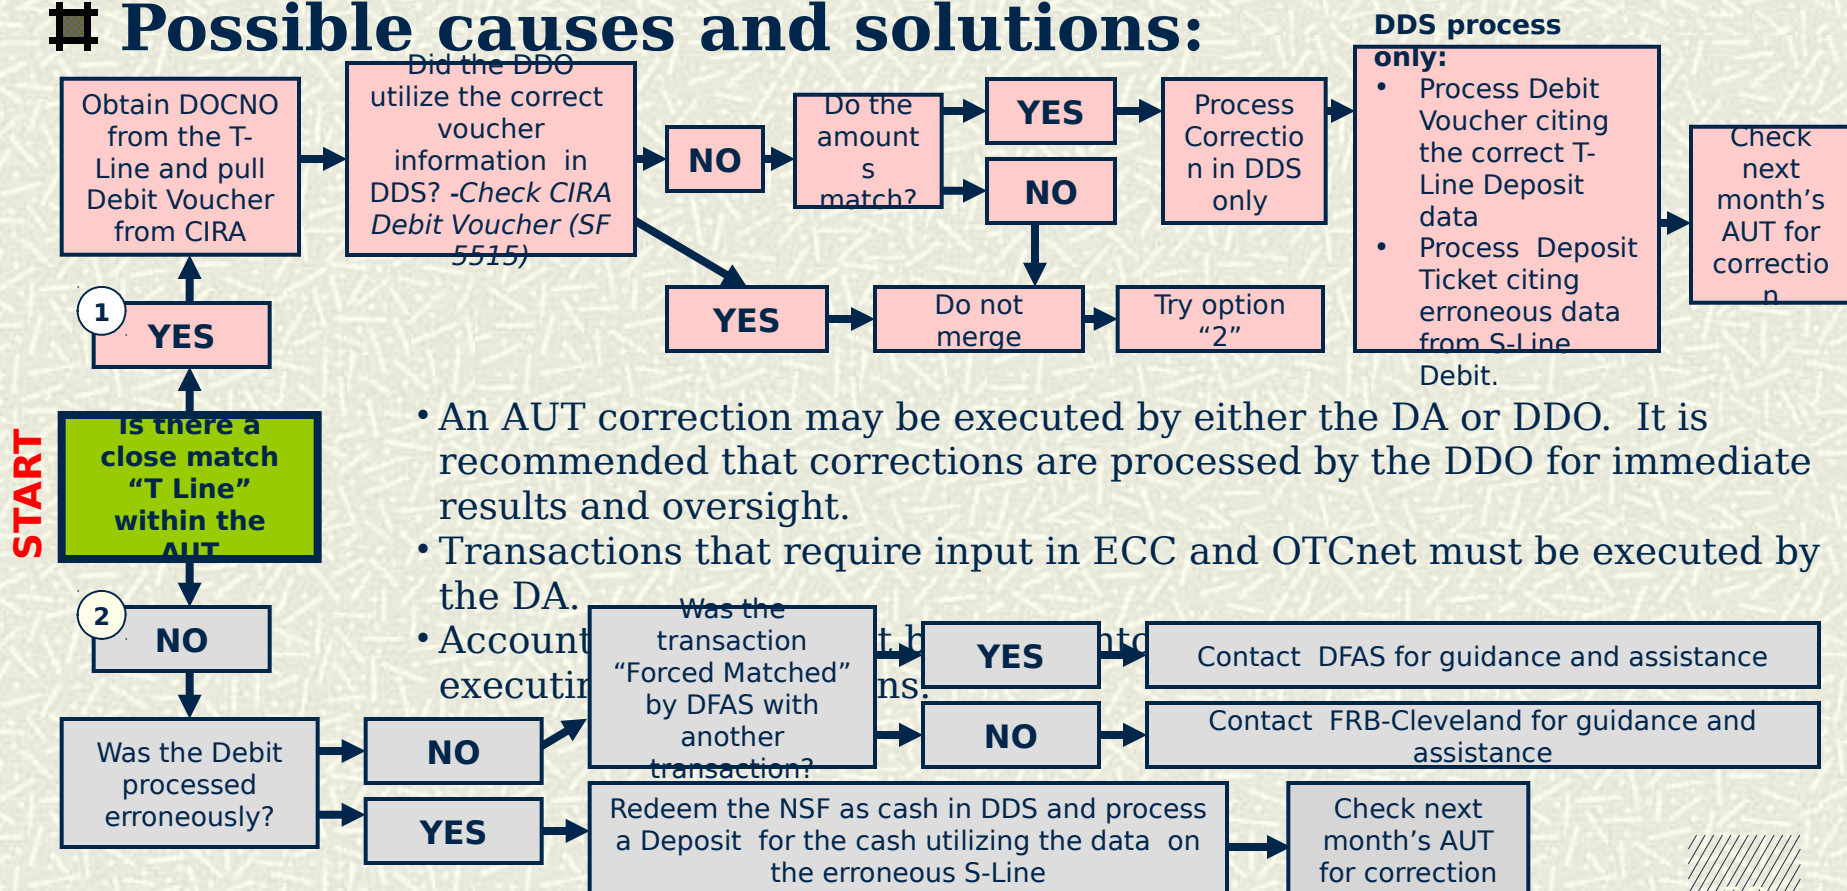 Possible causes and solutions:
Obtain DOCNO
from the T-
Line and pull
Debit Voucher
from CIRA
Did the DDO
utilize the correct
voucher
information in
DDS? -Check CIRA
Debit Voucher (SF
5515)
NO
Do the
amount
s
match?
YES
NO
Process
Correctio
n in DDS
only
DDS process
only:
• Process Debit
Voucher citing
the correct T-
Line Deposit
data
• Process Deposit
Ticket citing
erroneous data
from S-Line
Debit.
Check
next
month’s
AUT for
correctio
n
YES
Do not
merge
Try option
“2”
1
YES
START
Is there a
close match
“T Line”
within the
AUT
2
NO
• An AUT correction may be executed by either the DA or DDO. It is
recommended that corrections are processed by the DDO for immediate
results and oversight.
• Transactions that require input in ECC and OTCnet must be executed by
the DA.
• Account
Was the Debit
processed
erroneously?
NO
YES
Was the
transaction
“Forced Matched”
by DFAS with
another
transaction?
YES
Contact DFAS for guidance and assistance
NO
Contact FRB-Cleveland for guidance and
assistance
Redeem the NSF as cash in DDS and process
a Deposit for the cash utilizing the data on
the erroneous S-Line
Check next
month’s AUT
for correction